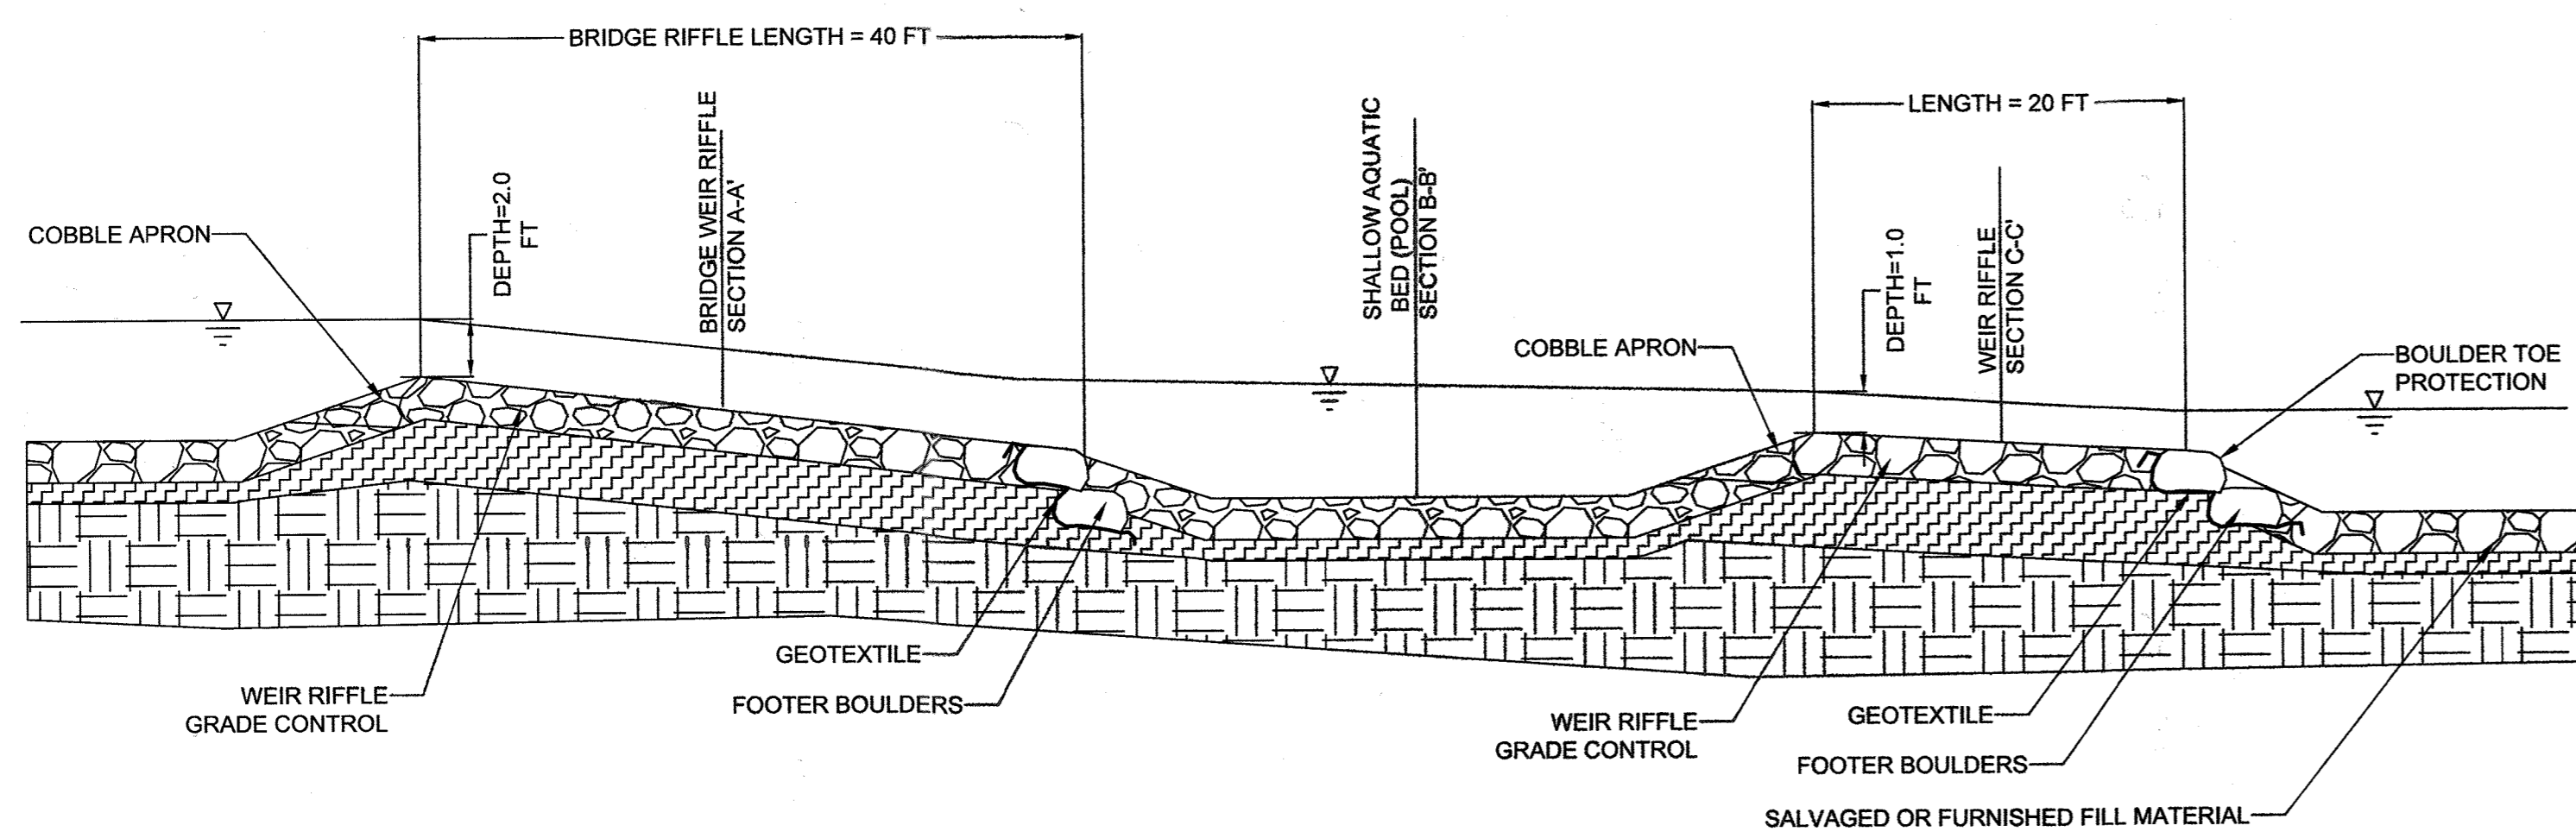 BRIDGE RIFFLE LENGTH = 40 FT
LENGTH = 20 FT
COBBLE APRON
DEPTH=2.0
FT
BRIDGE WEIR RIFFLE
SECTION A-A'
SHALLOW AQUATIC
BED (POOL)
SECTION B-B'
COBBLE APRON
DEPTH=1.0
FT
WEIR RIFFLE
SECTION C-C'
BOULDER TOE
PROTECTION
WEIR RIFFLE
GRADE CONTROL
GEOTEXTILE
FOOTER BOULDERS
WEIR RIFFLE
GRADE CONTROL
GEOTEXTILE
FOOTER BOULDERS
SALVAGED OR FURNISHED FILL MATERIAL